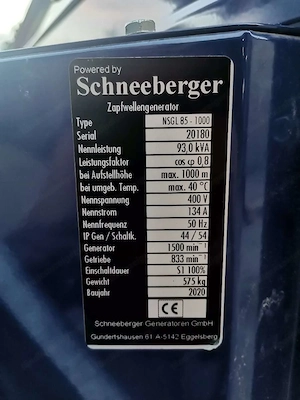 Powered by
Schneeberger
Zapfwellengenerator
Type NSGL 85 - 1000
Serial 20180
Nennleistung 93,0 kVA
Leistungsfaktor cos φ 0,8
bei Aufstellhöhe max. 1000 m
bei umgeb. Temp. max. 40 °C
Nennspannung 400 V
Nennstrom 134 A
Nennfrequenz 50 Hz
IP Gen / Schaltk. 44 / 54
Generator 1500 min⁻¹
Getriebe 833 min⁻¹
Einschaltdauer S1 100%
Gewicht 575 kg
Baujahr 2020
CE
Schneeberger Generatoren GmbH
Gundertshausen 61 A-5142 Eggelsberg